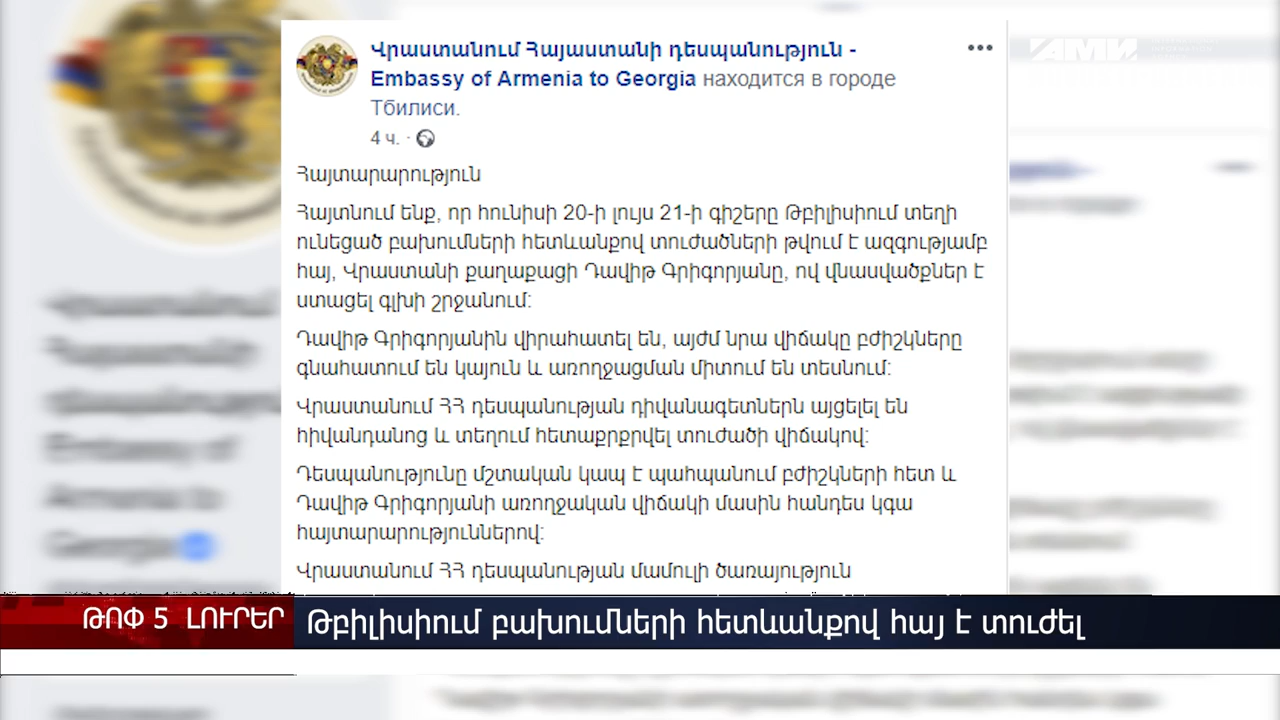 Վրաստանում Հայաստանի դեսպանություն -
Embassy of Armenia to Georgia находится в городе
Тбилиси.
4 ч. ·
Հայտարարություն
Հայտնում ենք, որ հունիսի 20-ի լույս 21-ի գիշերը Թբիլիսիում տեղի
ունեցած բախումների հետևանքով տուժածների թվում է ազգությամբ
հայ, Վրաստանի քաղաքացի Դավիթ Գրիգորյանը, ով վնասվածքներ է
ստացել գլխի շրջանում:
Դավիթ Գրիգորյանին վիրահատել են, այժմ նրա վիճակը բժիշկները
գնահատում են կայուն և առողջացման միտում են տեսնում:
Վրաստանում ՀՀ դեսպանության դիվանագետներն այցելել են
հիվանդանոց և տեղում հետաքրքրվել տուժածի վիճակով:
Դեսպանությունը մշտական կապ է պահպանում բժիշկների հետ և
Դավիթ Գրիգորյանի առողջական վիճակի մասին հանդես կգա
հայտարարություններով:
Վրաստանում ՀՀ դեսպանության մամուլի ծառայություն
АМИ
ԹՈՓ 5 ԼՈՒՐԵՐ
Թբիլիսիում բախումների հետևանքով հայ է տուժել